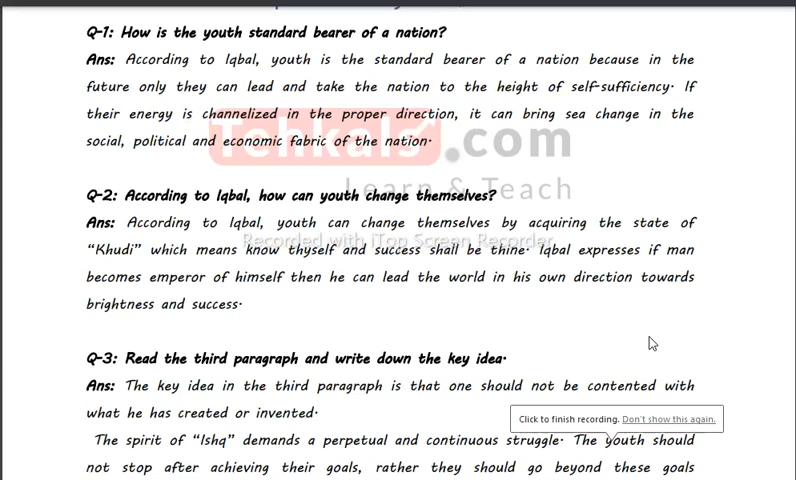 Q-1: How is the youth standard bearer of a nation?
Ans: According to Iqbal, youth is the standard bearer of a nation because in the
future only they can lead and take the nation to the height of self-sufficiency. If
their energy is channelized in the proper direction, it can bring sea change in the
social, political and economic fabric of the nation.
Tehkals.com
Learn & Teach
Q-2: According to Iqbal, how can youth change themselves?
Ans: According to Iqbal, youth can change themselves by acquiring the state of
Recorded with iTop Screen Recorder
“Khudi” which means know thyself and success shall be thine. Iqbal expresses if man
becomes emperor of himself then he can lead the world in his own direction towards
brightness and success.
Q-3: Read the third paragraph and write down the key idea.
Ans: The key idea in the third paragraph is that one should not be contented with
what he has created or invented.
Click to finish recording. Don't show this again.
The spirit of “Ishq” demands a perpetual and continuous struggle. The youth should
not stop after achieving their goals, rather they should go beyond these goals